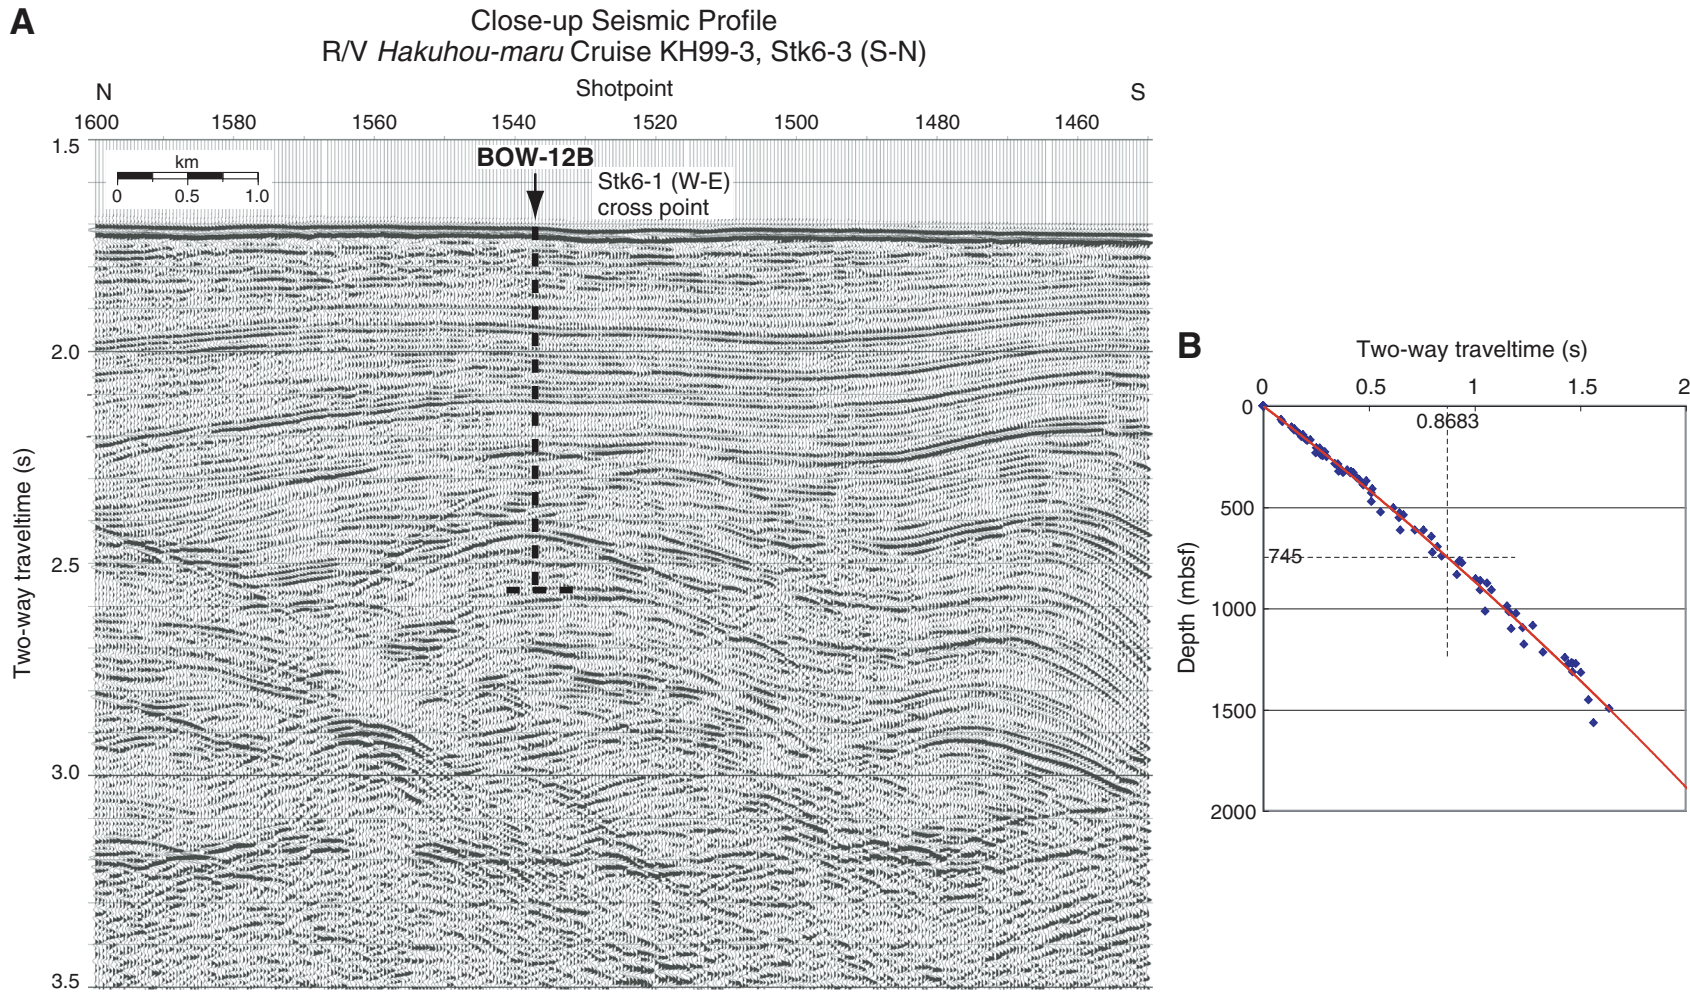 A
Close-up Seismic Profile
R/V Hakuhou-maru Cruise KH99-3, Stk6-3 (S-N)
Shotpoint
N
S
1600 1580 1560 1540 1520 1500 1480 1460
1.5
km
0 0.5 1.0
BOW-12B
Stk6-1 (W-E)
cross point
2.0
2.5
3.0
3.5
Two-way traveltime (s)
B
Two-way traveltime (s)
0 0.5 1 1.5 2
0
0.8683
500
745
1000
1500
2000
Depth (mbsf)